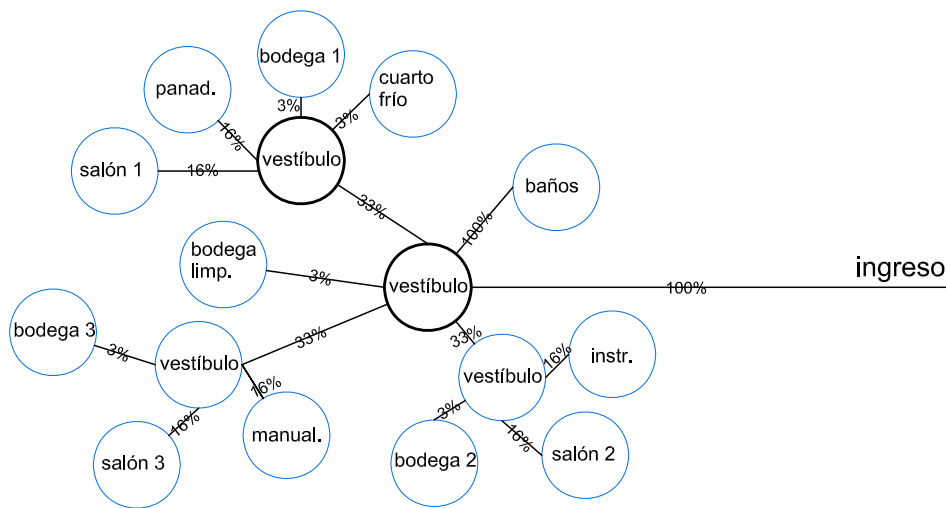 bodega 1
cuarto
frío
panad.
3%
3%
16%
vestíbulo
salón 1
16%
baños
33%
100%
bodega
limp.
3%
vestíbulo
ingreso
100%
bodega 3
3%
vestíbulo
33%
33%
16%
instr.
vestíbulo
16%
16%
salón 3
manual.
3%
bodega 2
16%
salón 2